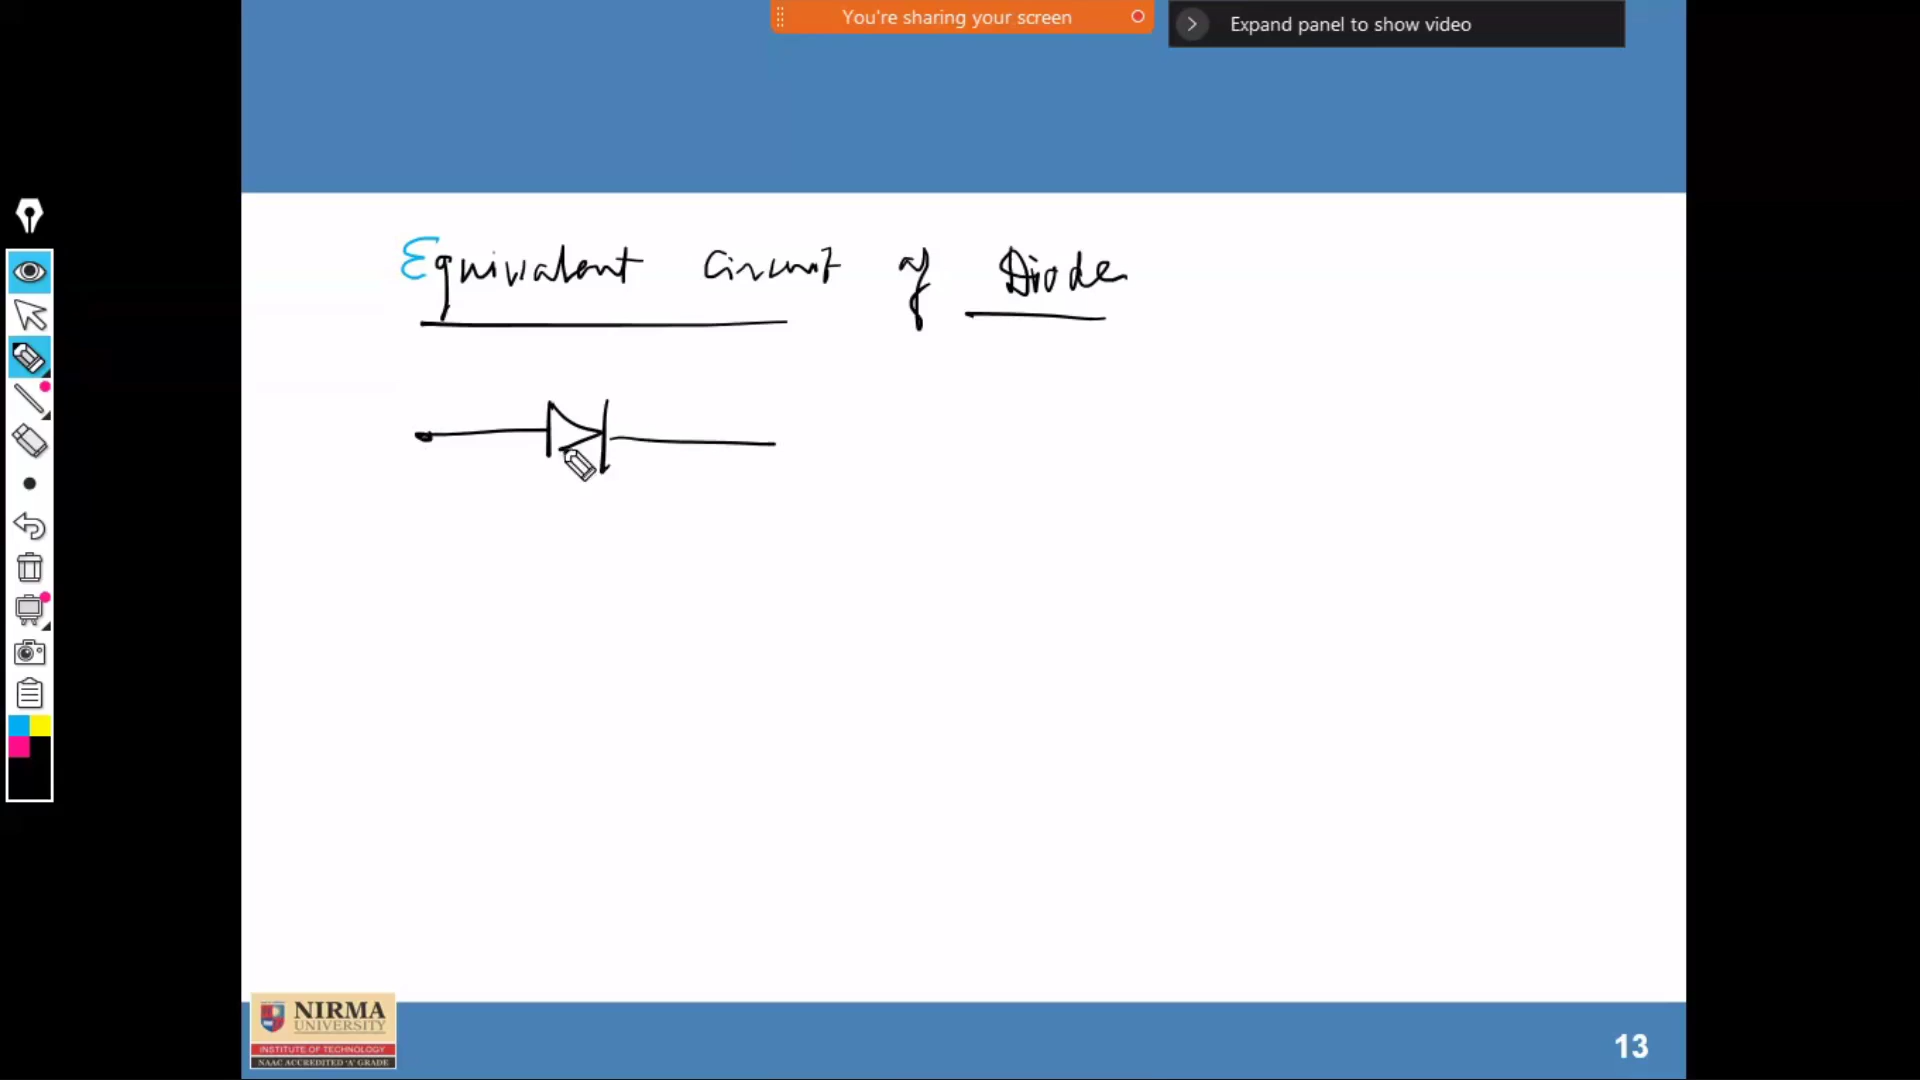 You're sharing your screen
Expand panel to show video
Equivalent Circuit of Diode
NIRMA
UNIVERSITY
INSTITUTE OF TECHNOLOGY
NAAC ACCREDITED 'A' GRADE
13